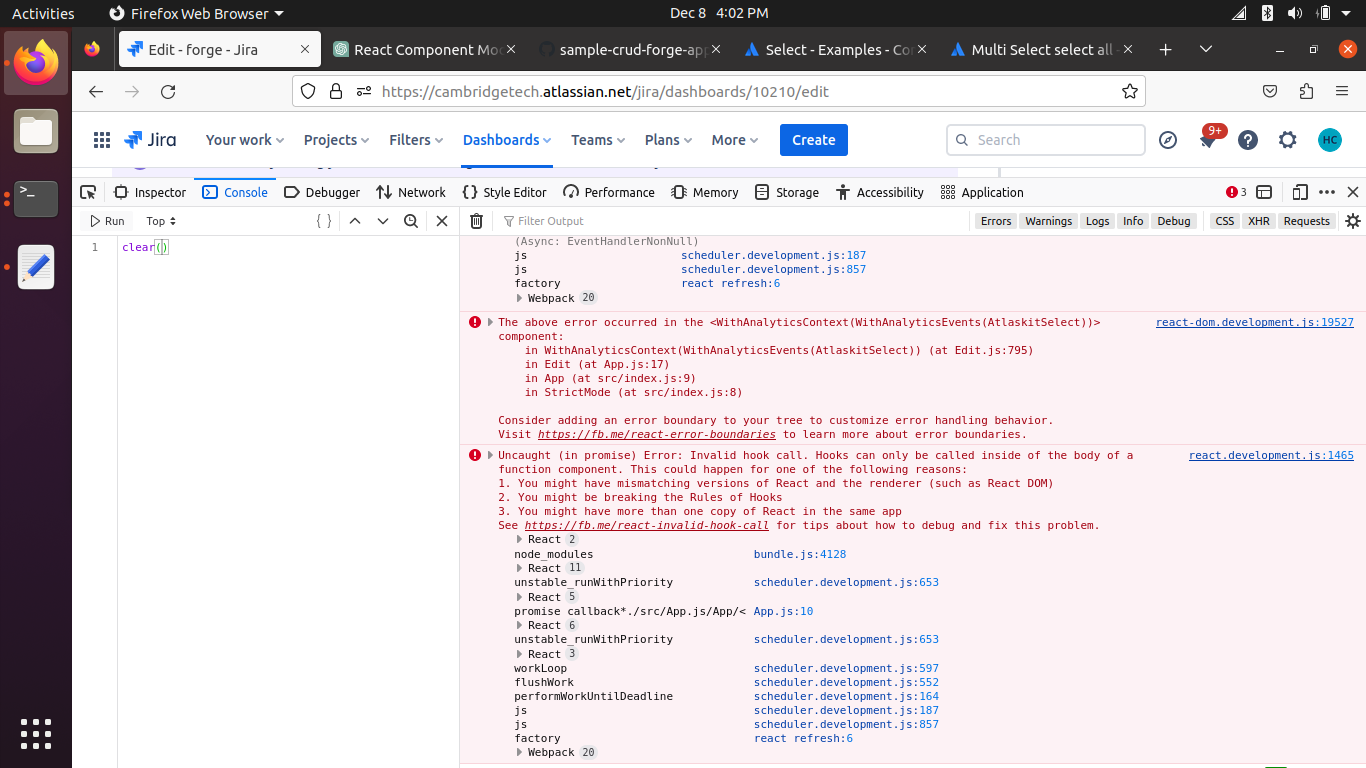 Activities
Firefox Web Browser
Dec 8 4:02 PM
Edit - forge - Jira
React Component Moc
sample-crud-forge-app
Select - Examples - Co
Multi Select select all -
https://cambridgetech.atlassian.net/jira/dashboards/10210/edit
Jira
Your work
Projects
Filters
Dashboards
Teams
Plans
More
Create
Search
9+
HC
Inspector
Console
Debugger
Network
Style Editor
Performance
Memory
Storage
Accessibility
Application
3
Run
Top
Filter Output
Errors
Warnings
Logs
Info
Debug
CSS
XHR
Requests
1 clear()
(Async: EventHandlerNonNull)
js scheduler.development.js:187
js scheduler.development.js:857
factory react refresh:6
Webpack 20
The above error occurred in the <WithAnalyticsContext(WithAnalyticsEvents(AtlaskitSelect))> react-dom.development.js:19527
component:
in WithAnalyticsContext(WithAnalyticsEvents(AtlaskitSelect)) (at Edit.js:795)
in Edit (at App.js:17)
in App (at src/index.js:9)
in StrictMode (at src/index.js:8)
Consider adding an error boundary to your tree to customize error handling behavior.
Visit https://fb.me/react-error-boundaries to learn more about error boundaries.
Uncaught (in promise) Error: Invalid hook call. Hooks can only be called inside of the body of a react.development.js:1465
function component. This could happen for one of the following reasons:
1. You might have mismatching versions of React and the renderer (such as React DOM)
2. You might be breaking the Rules of Hooks
3. You might have more than one copy of React in the same app
See https://fb.me/react-invalid-hook-call for tips about how to debug and fix this problem.
React 2
node_modules bundle.js:4128
React 11
unstable_runWithPriority scheduler.development.js:653
React 5
promise callback*./src/App.js/App/< App.js:10
React 6
unstable_runWithPriority scheduler.development.js:653
React 3
workLoop scheduler.development.js:597
flushWork scheduler.development.js:552
performWorkUntilDeadline scheduler.development.js:164
js scheduler.development.js:187
js scheduler.development.js:857
factory react refresh:6
Webpack 20